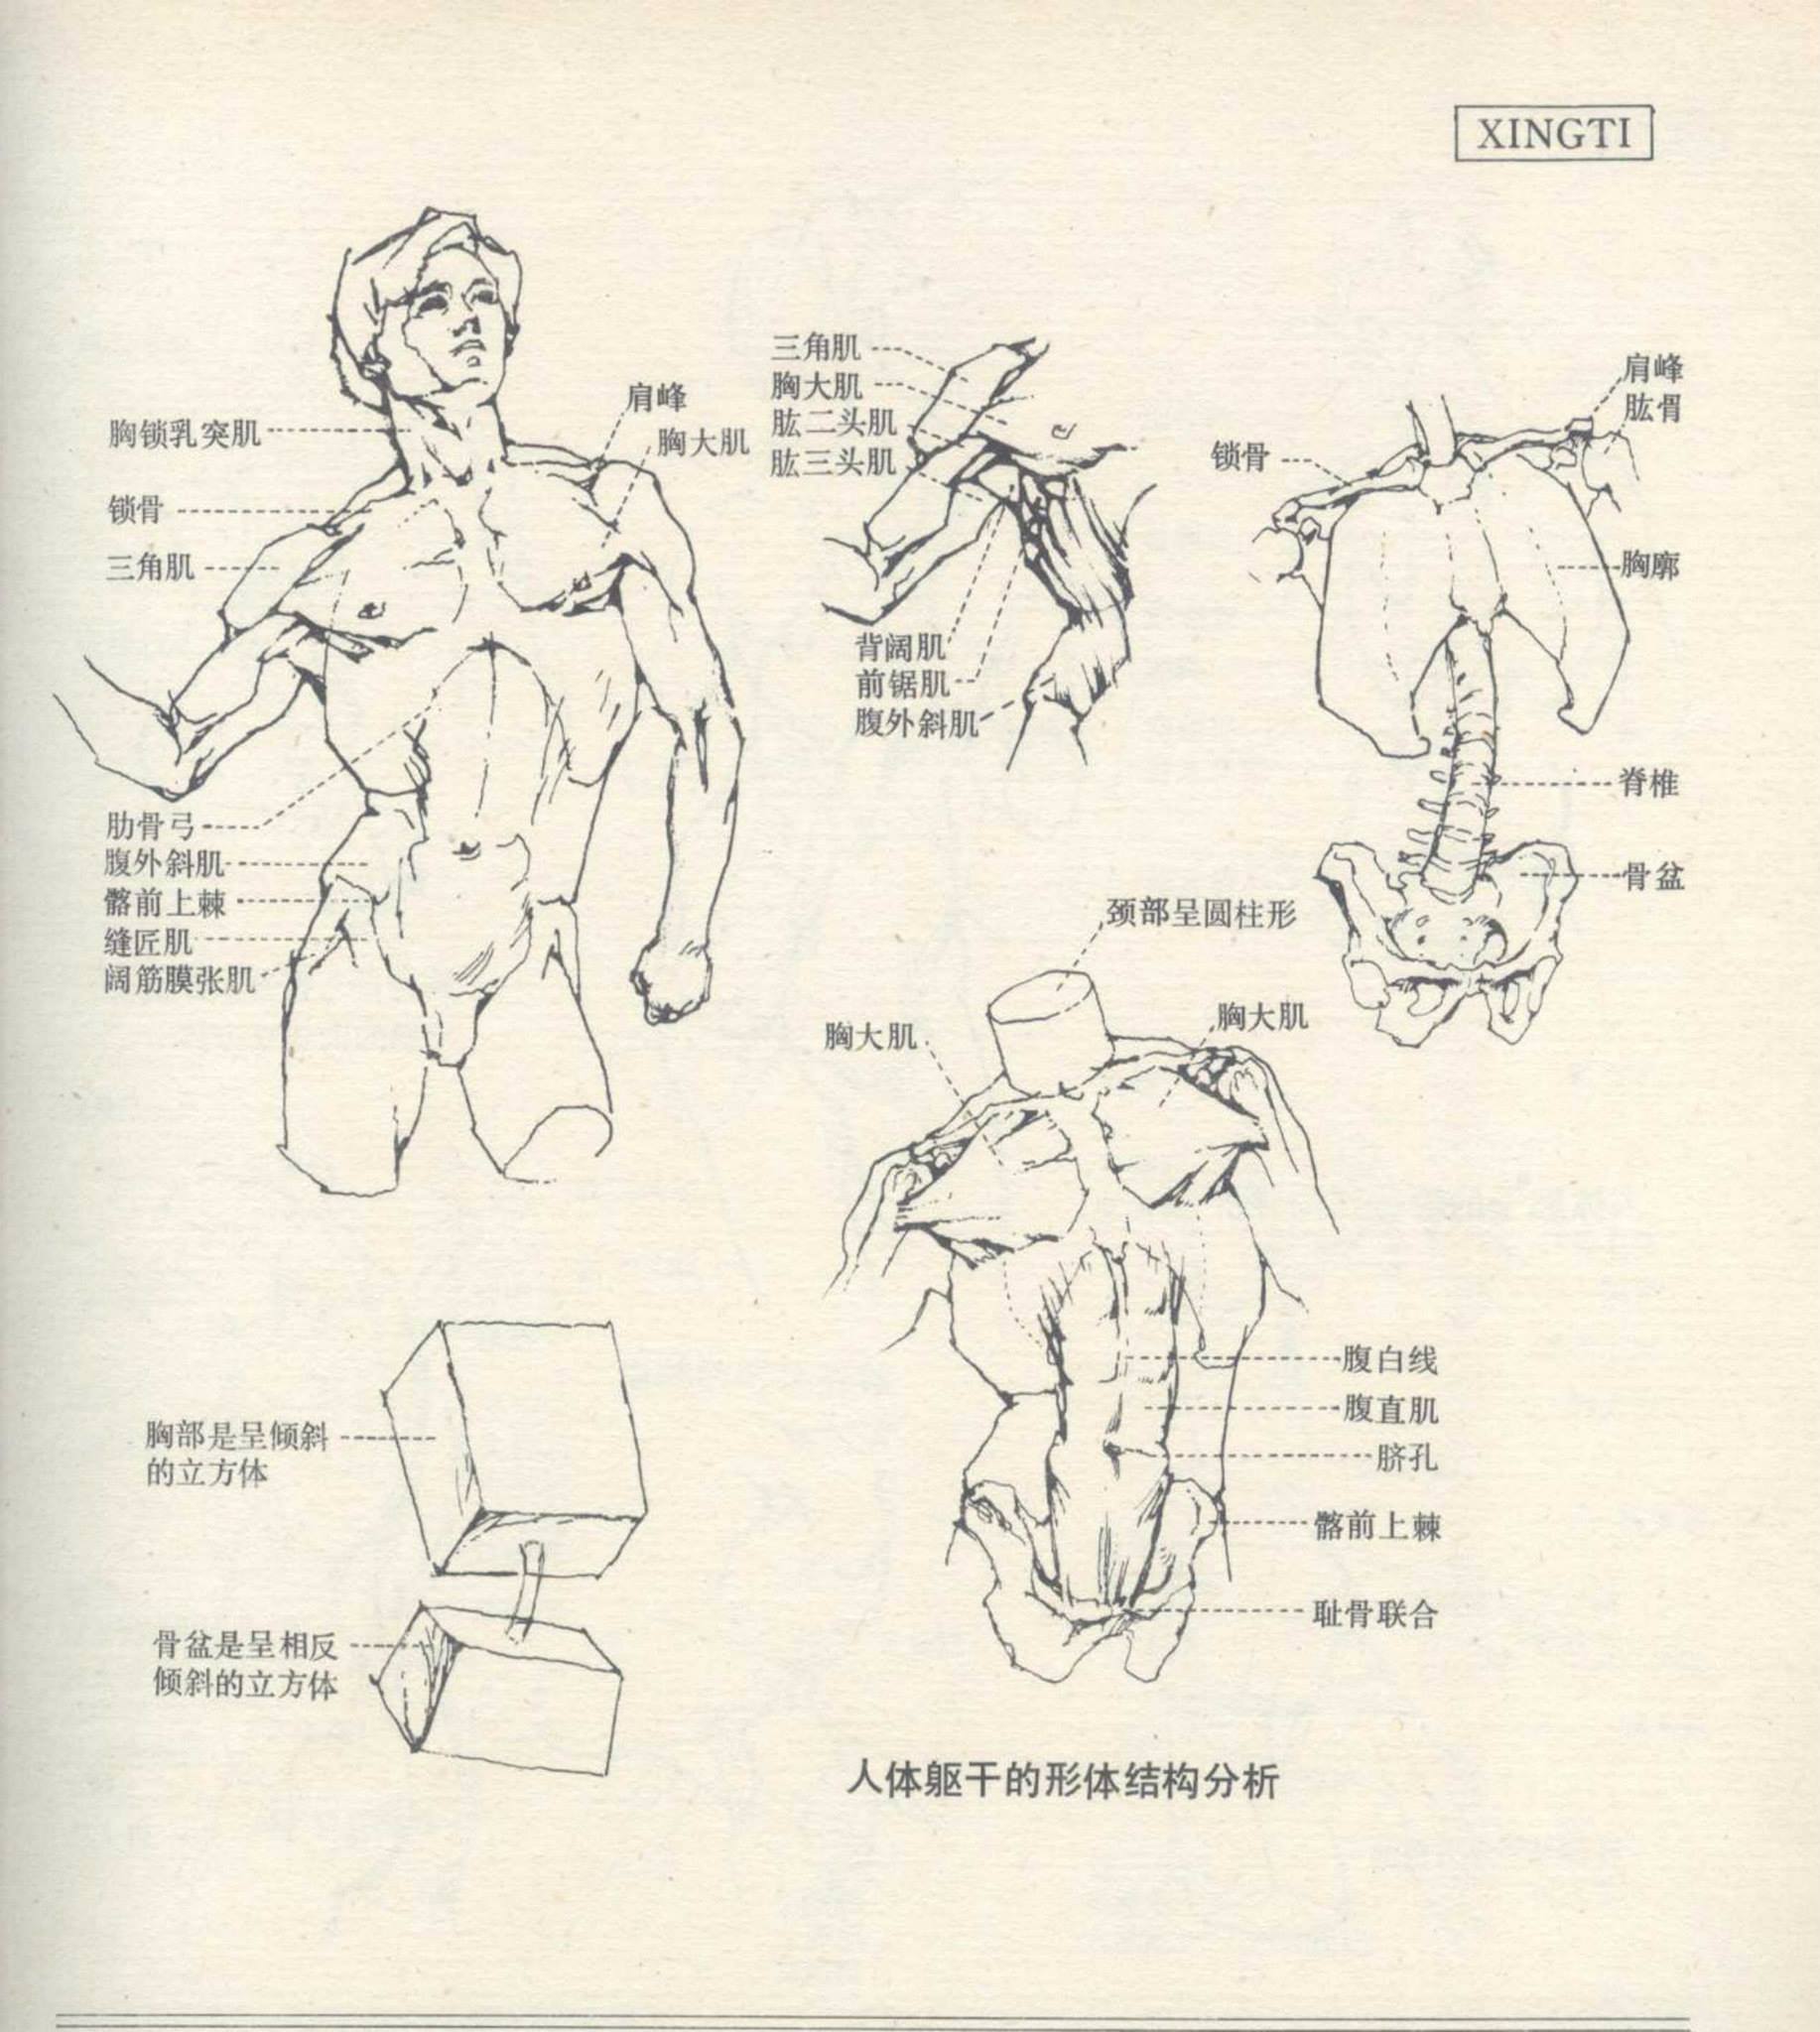 XINGTI
胸锁乳突肌
锁骨
三角肌
肩峰
胸大肌
肋骨弓
腹外斜肌
髂前上棘
缝匠肌
阔筋膜张肌
三角肌
胸大肌
肱二头肌
肱三头肌
背阔肌
前锯肌
腹外斜肌
肩峰
肱骨
锁骨
胸廓
脊椎
骨盆
颈部呈圆柱形
胸大肌
胸大肌
腹白线
腹直肌
脐孔
髂前上棘
耻骨联合
胸部是呈倾斜
的立方体
骨盆是呈相反
倾斜的立方体
人体躯干的形体结构分析